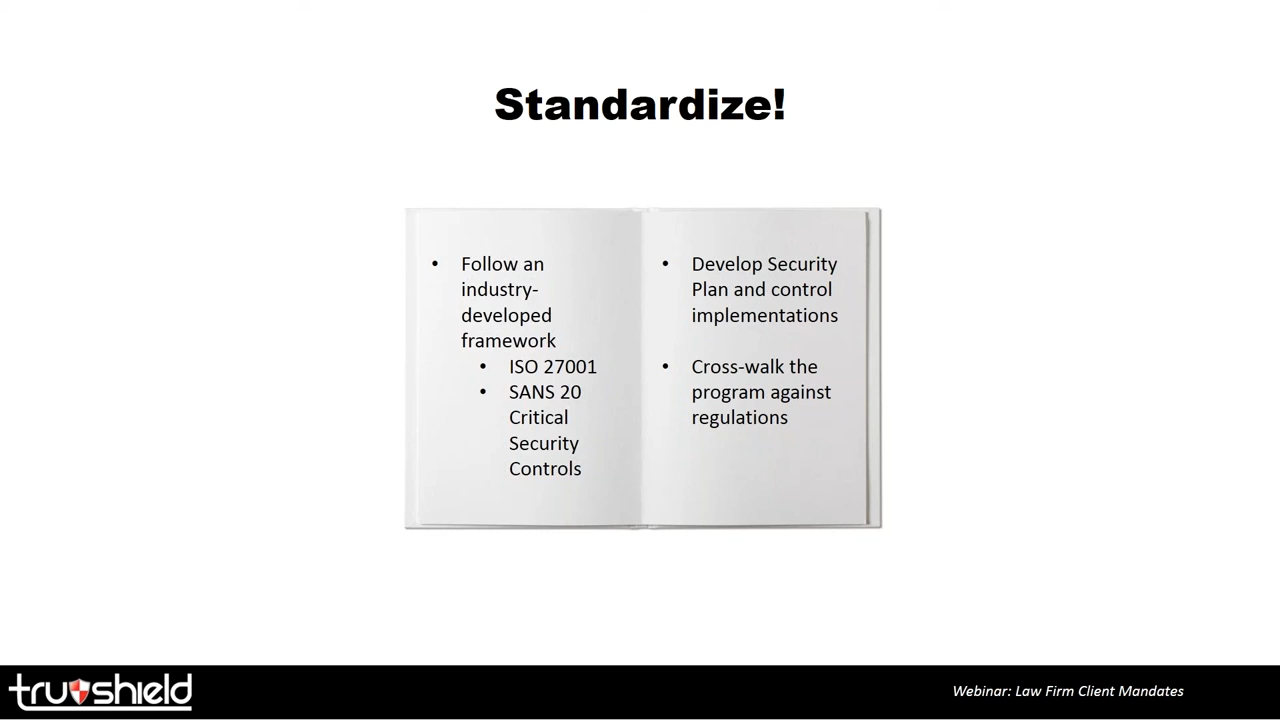 Standardize!
• Follow an
industry-
developed
framework
• ISO 27001
• SANS 20
Critical
Security
Controls
• Develop Security
Plan and control
implementations
• Cross-walk the
program against
regulations
trushield
Webinar: Law Firm Client Mandates